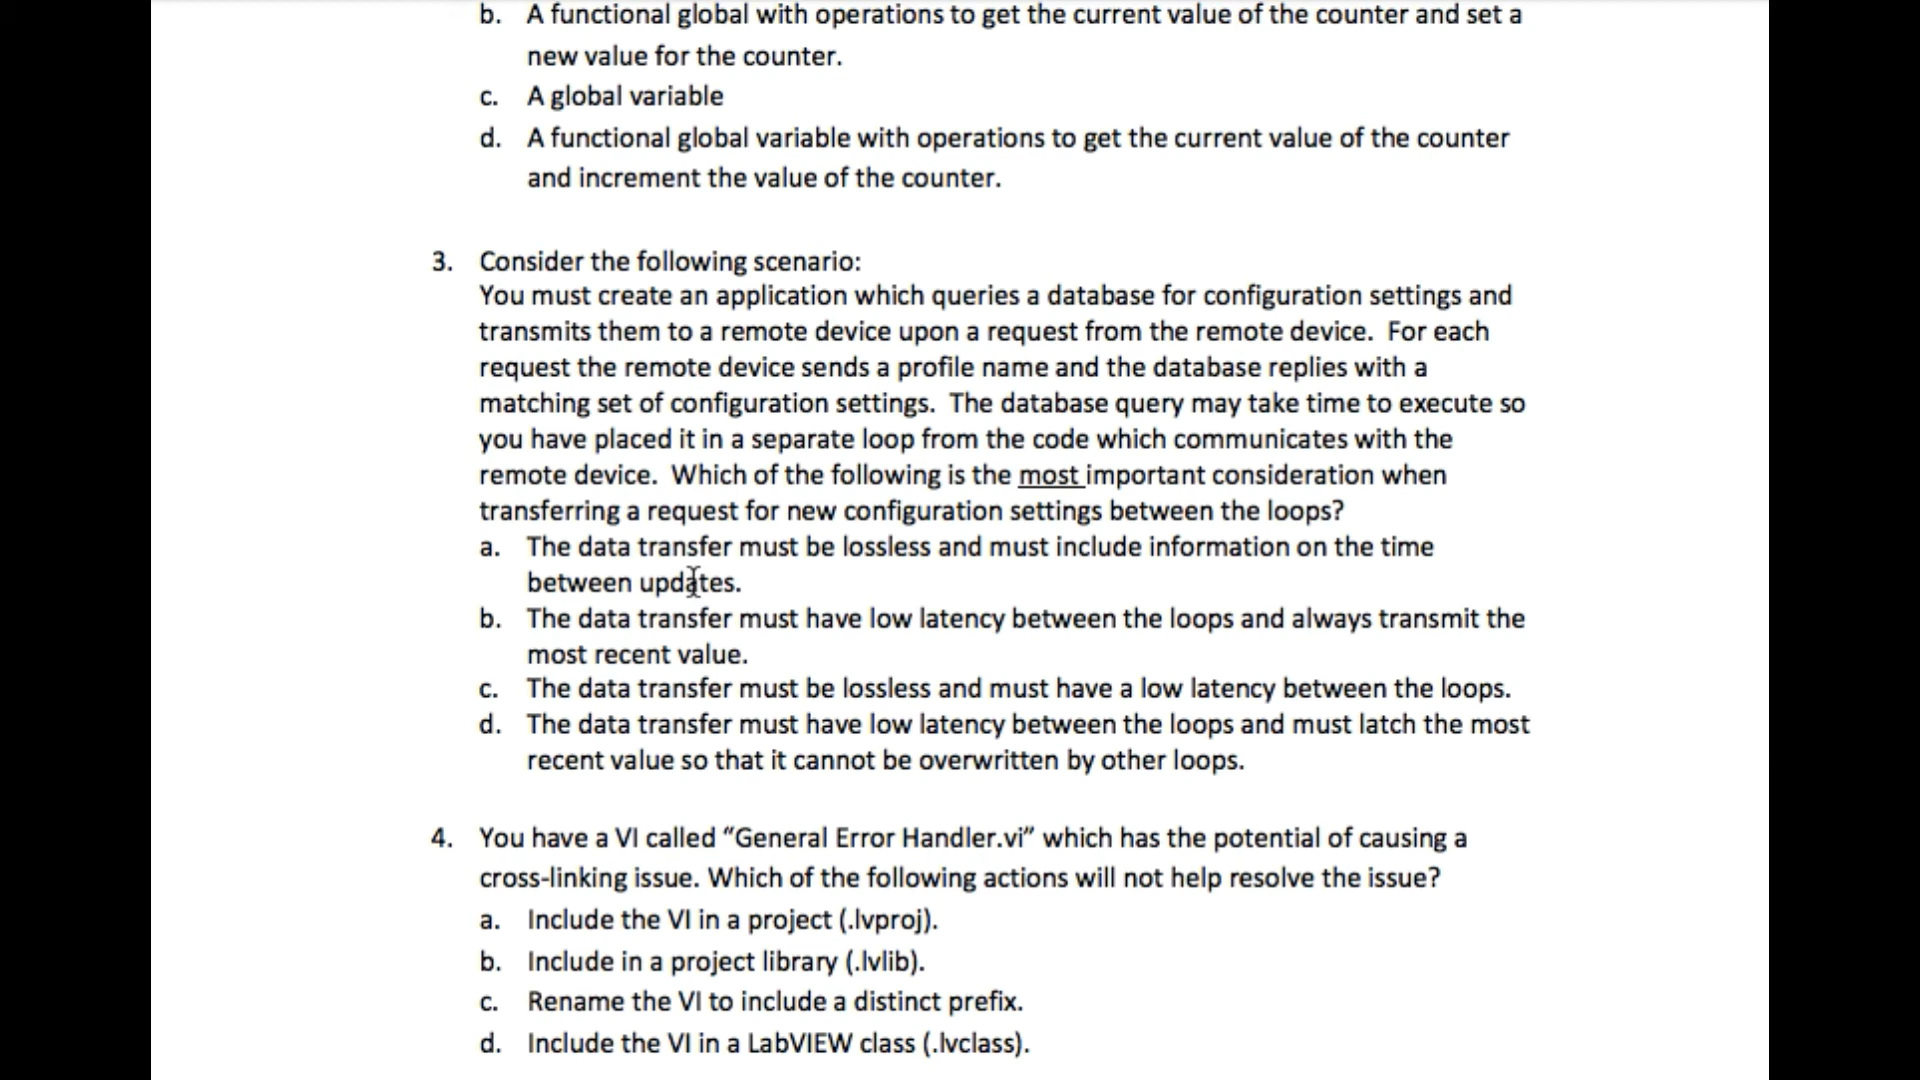 b. A functional global with operations to get the current value of the counter and set a
new value for the counter.
c. A global variable
d. A functional global variable with operations to get the current value of the counter
and increment the value of the counter.
3. Consider the following scenario:
You must create an application which queries a database for configuration settings and
transmits them to a remote device upon a request from the remote device. For each
request the remote device sends a profile name and the database replies with a
matching set of configuration settings. The database query may take time to execute so
you have placed it in a separate loop from the code which communicates with the
remote device. Which of the following is the most important consideration when
transferring a request for new configuration settings between the loops?
a. The data transfer must be lossless and must include information on the time
between updates.
b. The data transfer must have low latency between the loops and always transmit the
most recent value.
c. The data transfer must be lossless and must have a low latency between the loops.
d. The data transfer must have low latency between the loops and must latch the most
recent value so that it cannot be overwritten by other loops.
4. You have a VI called “General Error Handler.vi” which has the potential of causing a
cross-linking issue. Which of the following actions will not help resolve the issue?
a. Include the VI in a project (.lvproj).
b. Include in a project library (.lvlib).
c. Rename the VI to include a distinct prefix.
d. Include the VI in a LabVIEW class (.lvclass).